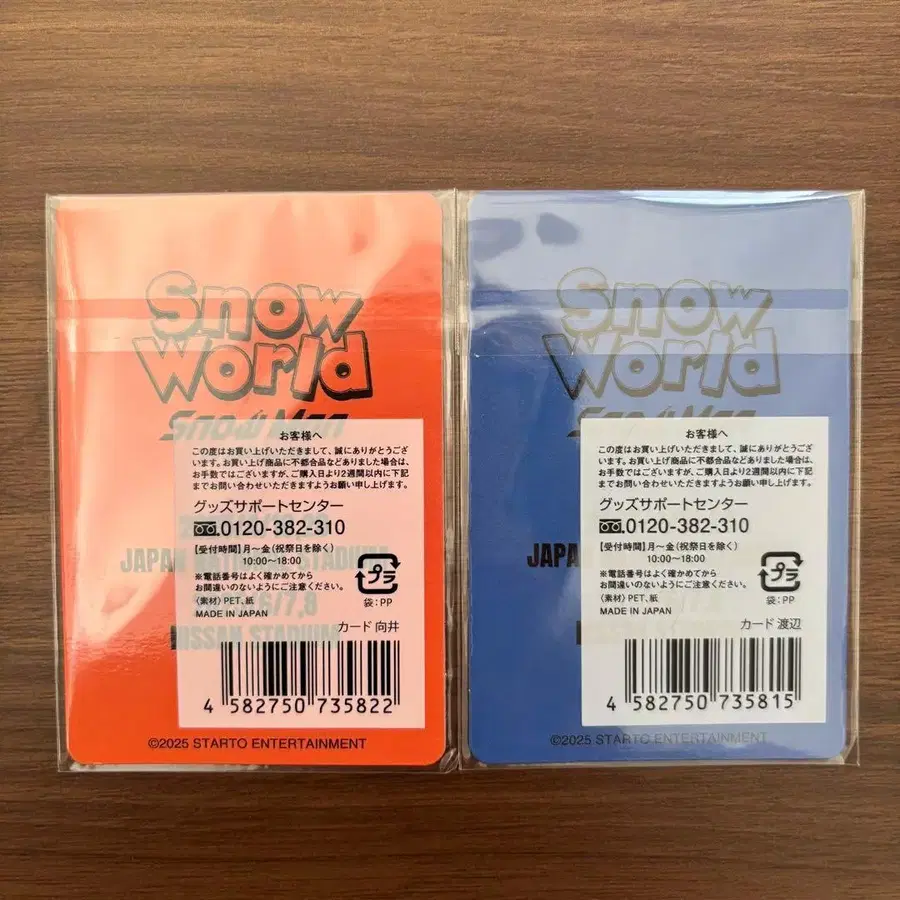 Snow
World
Snow Man
お客様へ
この度はお買い上げいただきまして、誠にありがとうござ
います。お買い上げ商品に不都合品などありました場合は、
お手数ではございますが、ご購入日より2週間以内に下記
までお問い合わせいただきますようお願い申し上げます。
グッズサポートセンター
0120-382-310
【受付時間】月〜金(祝祭日を除く)
10:00〜18:00
※電話番号はよく確かめてから
お間違いのないようにご注意ください。
〈素材〉PET、紙
MADE IN JAPAN
プラ
袋:PP
カード 向井
4 582750 735822
JAPAN NATIONAL STADIUM
/7,8
NISSAN STADIUM
©2025 STARTO ENTERTAINMENT
Snow
World
Snow Man
お客様へ
この度はお買い上げいただきまして、誠にありがとうござ
います。お買い上げ商品に不都合品などありました場合は、
お手数ではございますが、ご購入日より2週間以内に下記
までお問い合わせいただきますようお願い申し上げます。
グッズサポートセンター
0120-382-310
【受付時間】月〜金(祝祭日を除く)
10:00〜18:00
※電話番号はよく確かめてから
お間違いのないようにご注意ください。
〈素材〉PET、紙
MADE IN JAPAN
プラ
袋:PP
カード 渡辺
4 582750 735815
JAPAN
©2025 STARTO ENTERTAINMENT